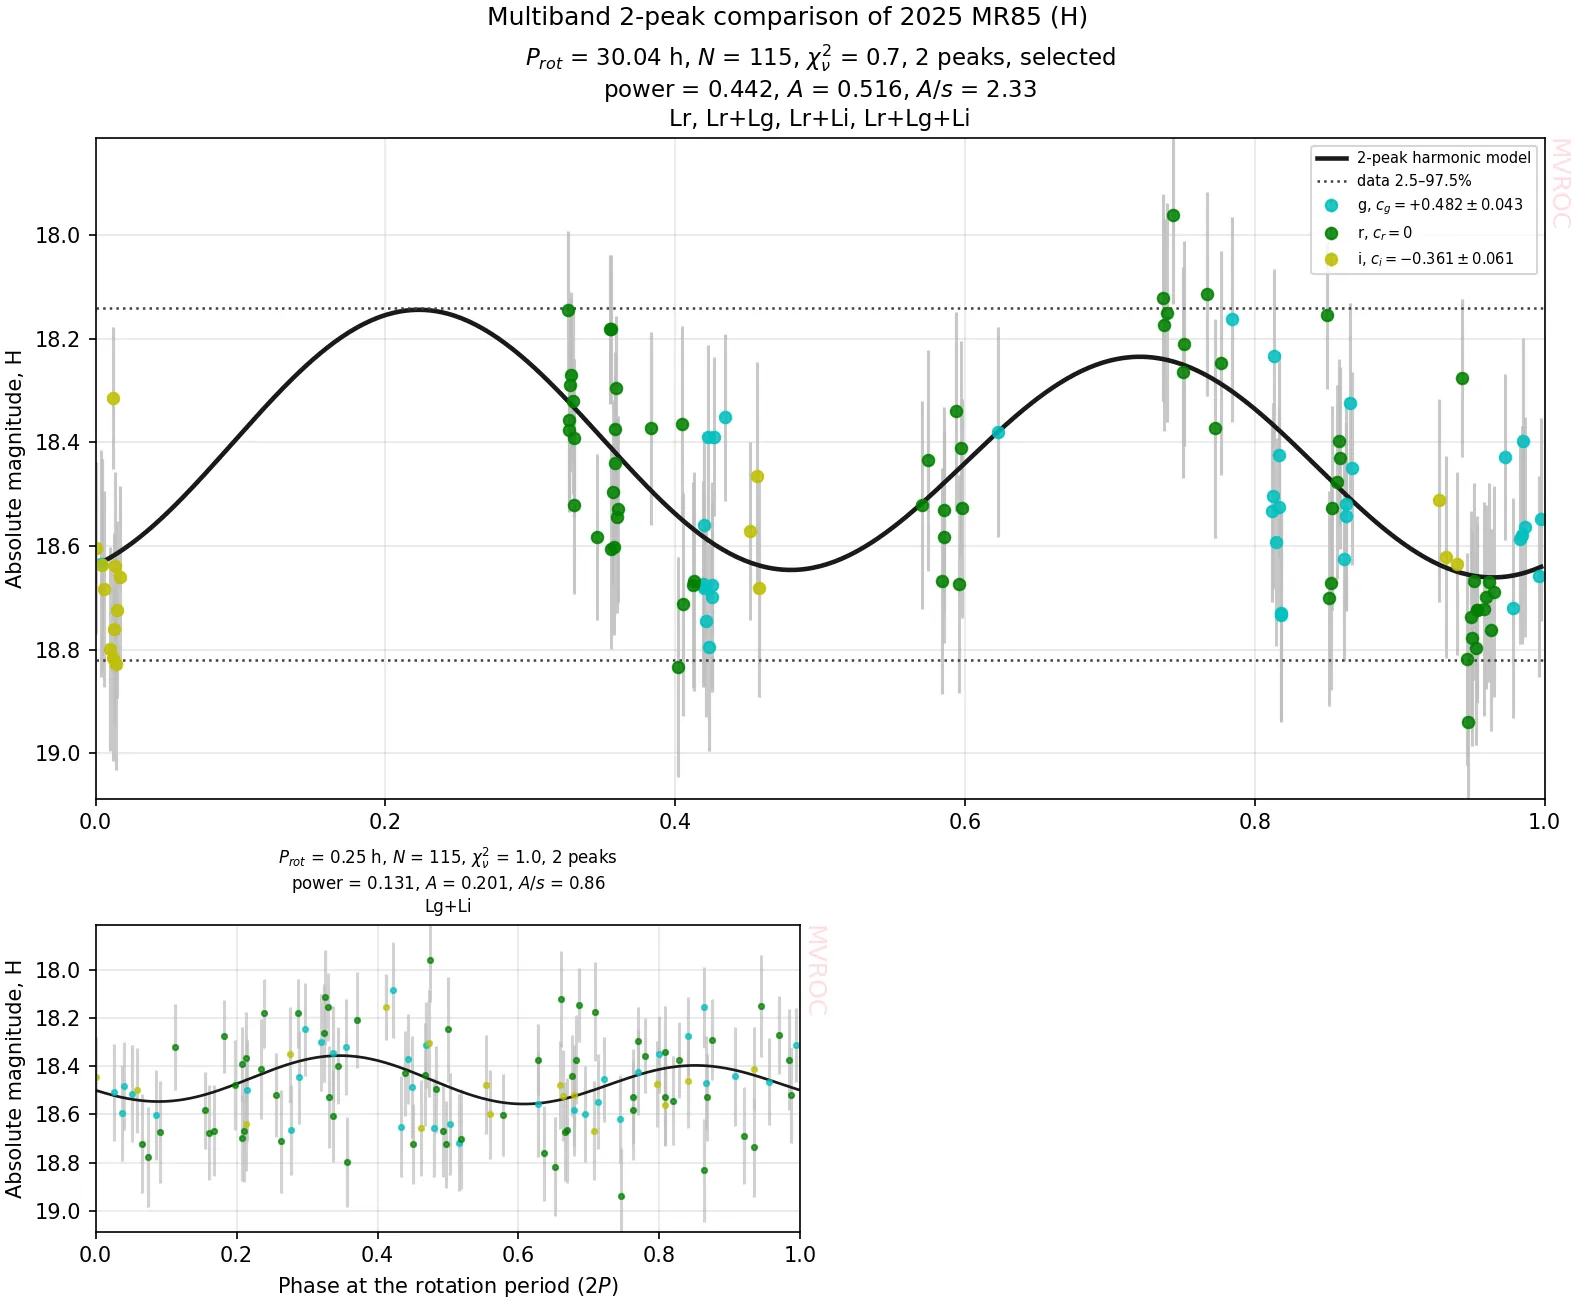 Multiband 2-peak comparison of 2025 MR85 (H)
P_rot = 30.04 h, N = 115, χ²_ν = 0.7, 2 peaks, selected
power = 0.442, A = 0.516, A/s = 2.33
Lr, Lr+Lg, Lr+Li, Lr+Lg+Li
2-peak harmonic model
data 2.5–97.5%
g, c_g = +0.482 ± 0.043
r, c_r = 0
i, c_i = −0.361 ± 0.061
MVROC
Absolute magnitude, H
18.0
18.2
18.4
18.6
18.8
19.0
0.0 0.2 0.4 0.6 0.8 1.0
P_rot = 0.25 h, N = 115, χ²_ν = 1.0, 2 peaks
power = 0.131, A = 0.201, A/s = 0.86
Lg+Li
MVROC
Absolute magnitude, H
18.0
18.2
18.4
18.6
18.8
19.0
0.0 0.2 0.4 0.6 0.8 1.0
Phase at the rotation period (2P)